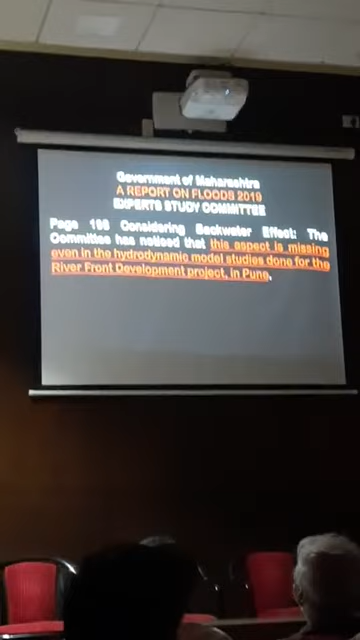 Government of Maharashtra
A REPORT ON FLOODS 2019
EXPERTS STUDY COMMITTEE
Page 198 Considering Backwater Effect: The
Committee has noticed that this aspect is missing
even in the hydrodynamic model studies done for the
River Front Development project, in Pune.